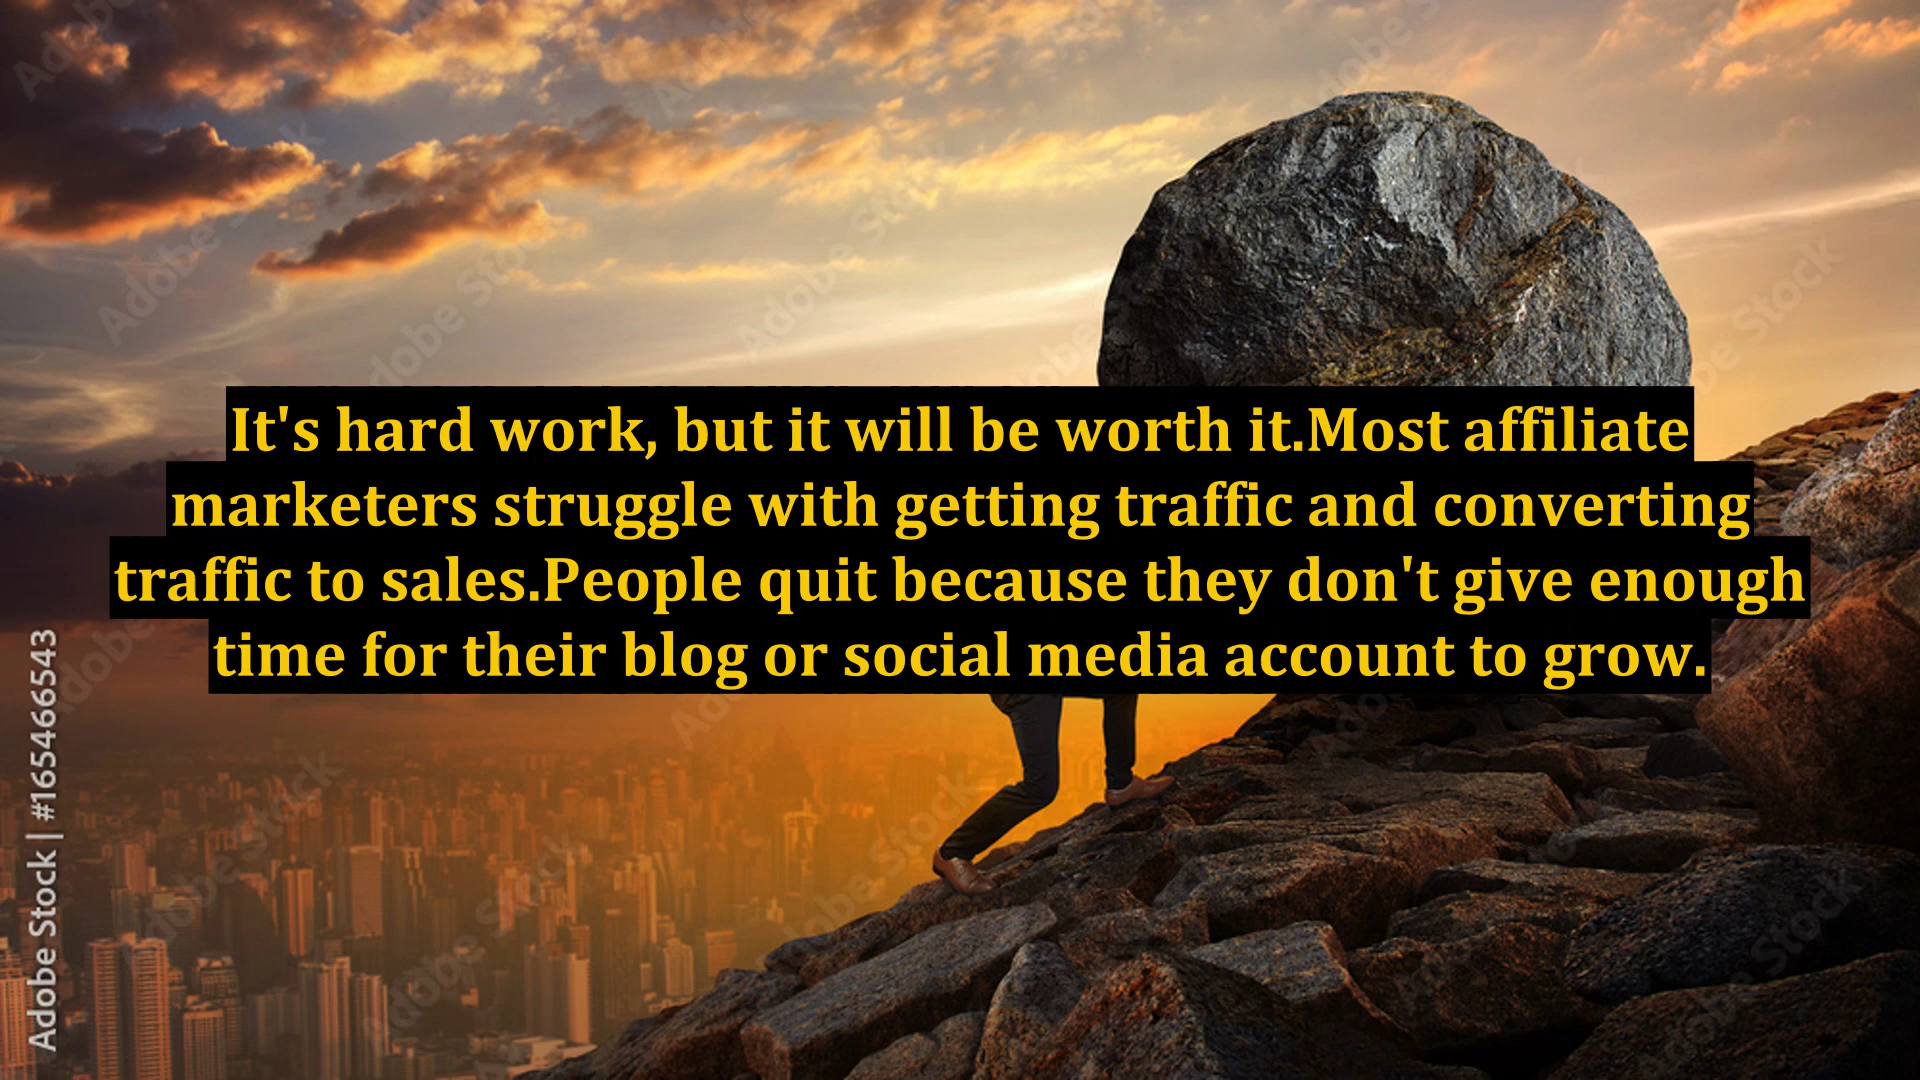 It's hard work, but it will be worth it.Most affiliate
marketers struggle with getting traffic and converting
traffic to sales.People quit because they don't give enough
time for their blog or social media account to grow.
Adobe Stock | #165466543